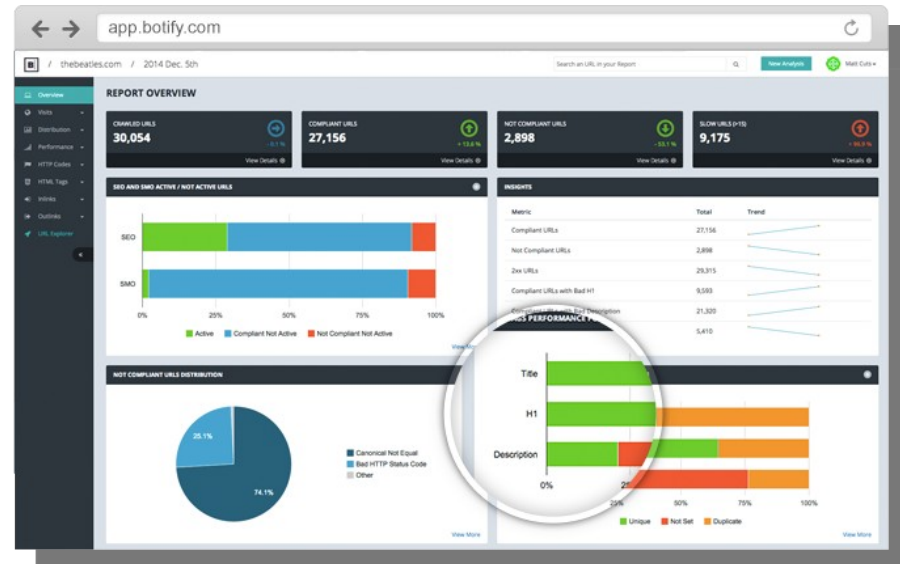 app.botify.com
B / thebeatles.com / 2014 Dec. 5th
Search an URL in your Report
New Analysis
Matt Cuts
Overview
Visits
Distribution
Performance
HTTP Codes
HTML Tags
Inlinks
Outlinks
URL Explorer
REPORT OVERVIEW
CRAWLED URLS
30,054
View Details
COMPLIANT URLS
27,156
+ 13.6 %
View Details
NOT COMPLIANT URLS
2,898
- 53.1 %
View Details
SLOW URLS (>1S)
9,175
View Details
SEO AND SMO ACTIVE / NOT ACTIVE URLS
SEO
SMO
0% 25% 50% 75% 100%
Active Compliant Not Active Not Compliant Not Active
View More
INSIGHTS
Metric Total Trend
Compliant URLs 27,156
Not Compliant URLs 2,898
2xx URLs 29,315
Compliant URLs with Bad H1 9,593
Bad Description 21,320
5,410
NOT COMPLIANT URLS DISTRIBUTION
25.1%
74.1%
Canonical Not Equal
Bad HTTP Status Code
Other
View More
PERFORMANCE
Title
H1
Description
0% 25% 50% 75% 100%
Unique Not Set Duplicate
View More